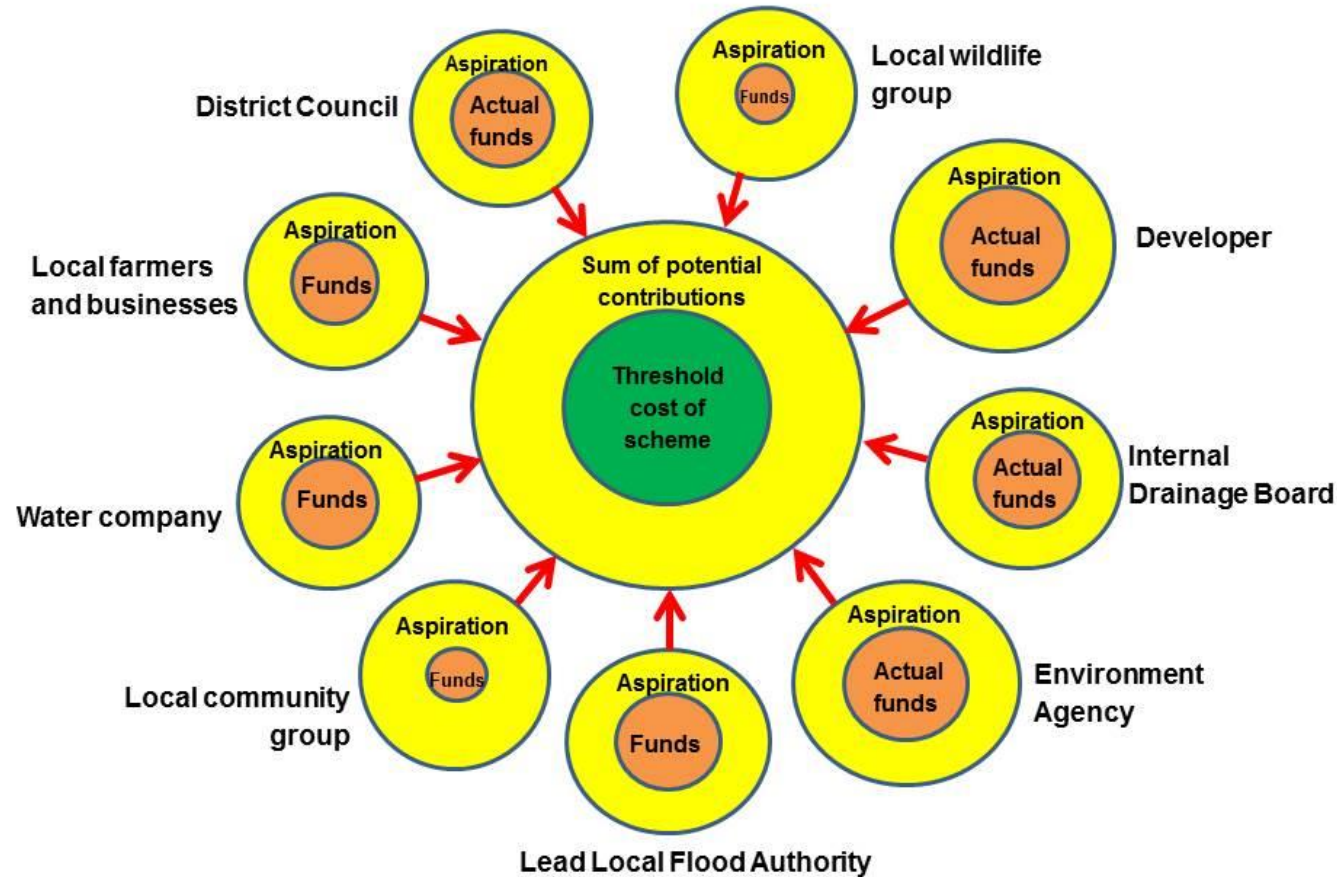 Aspiration
Actual
funds
District Council
Aspiration
Funds
Local wildlife
group
Aspiration
Actual
funds
Developer
Aspiration
Funds
Local farmers
and businesses
Sum of potential
contributions
Threshold
cost of
scheme
Aspiration
Actual
funds
Internal
Drainage Board
Aspiration
Funds
Water company
Aspiration
Funds
Local community
group
Aspiration
Funds
Lead Local Flood Authority
Aspiration
Actual
funds
Environment
Agency